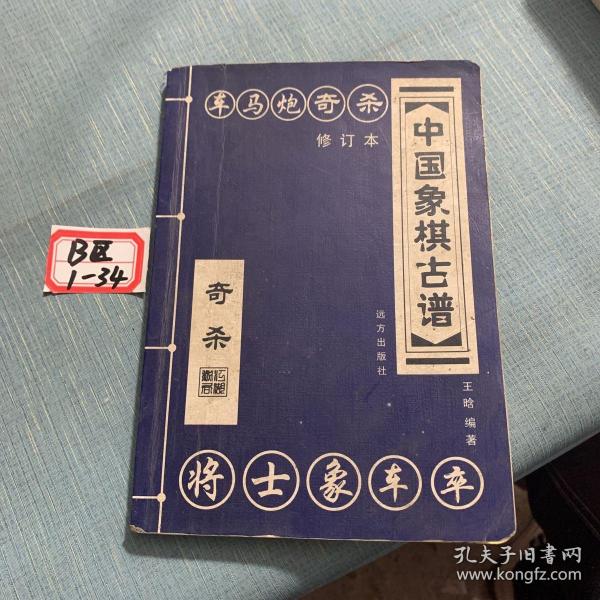 车马炮奇杀
修订本
中国象棋古谱
王晗 编著
远方出版社
奇杀
将士象车卒
B区
1-34
孔夫子旧书网
www.kongfz.com